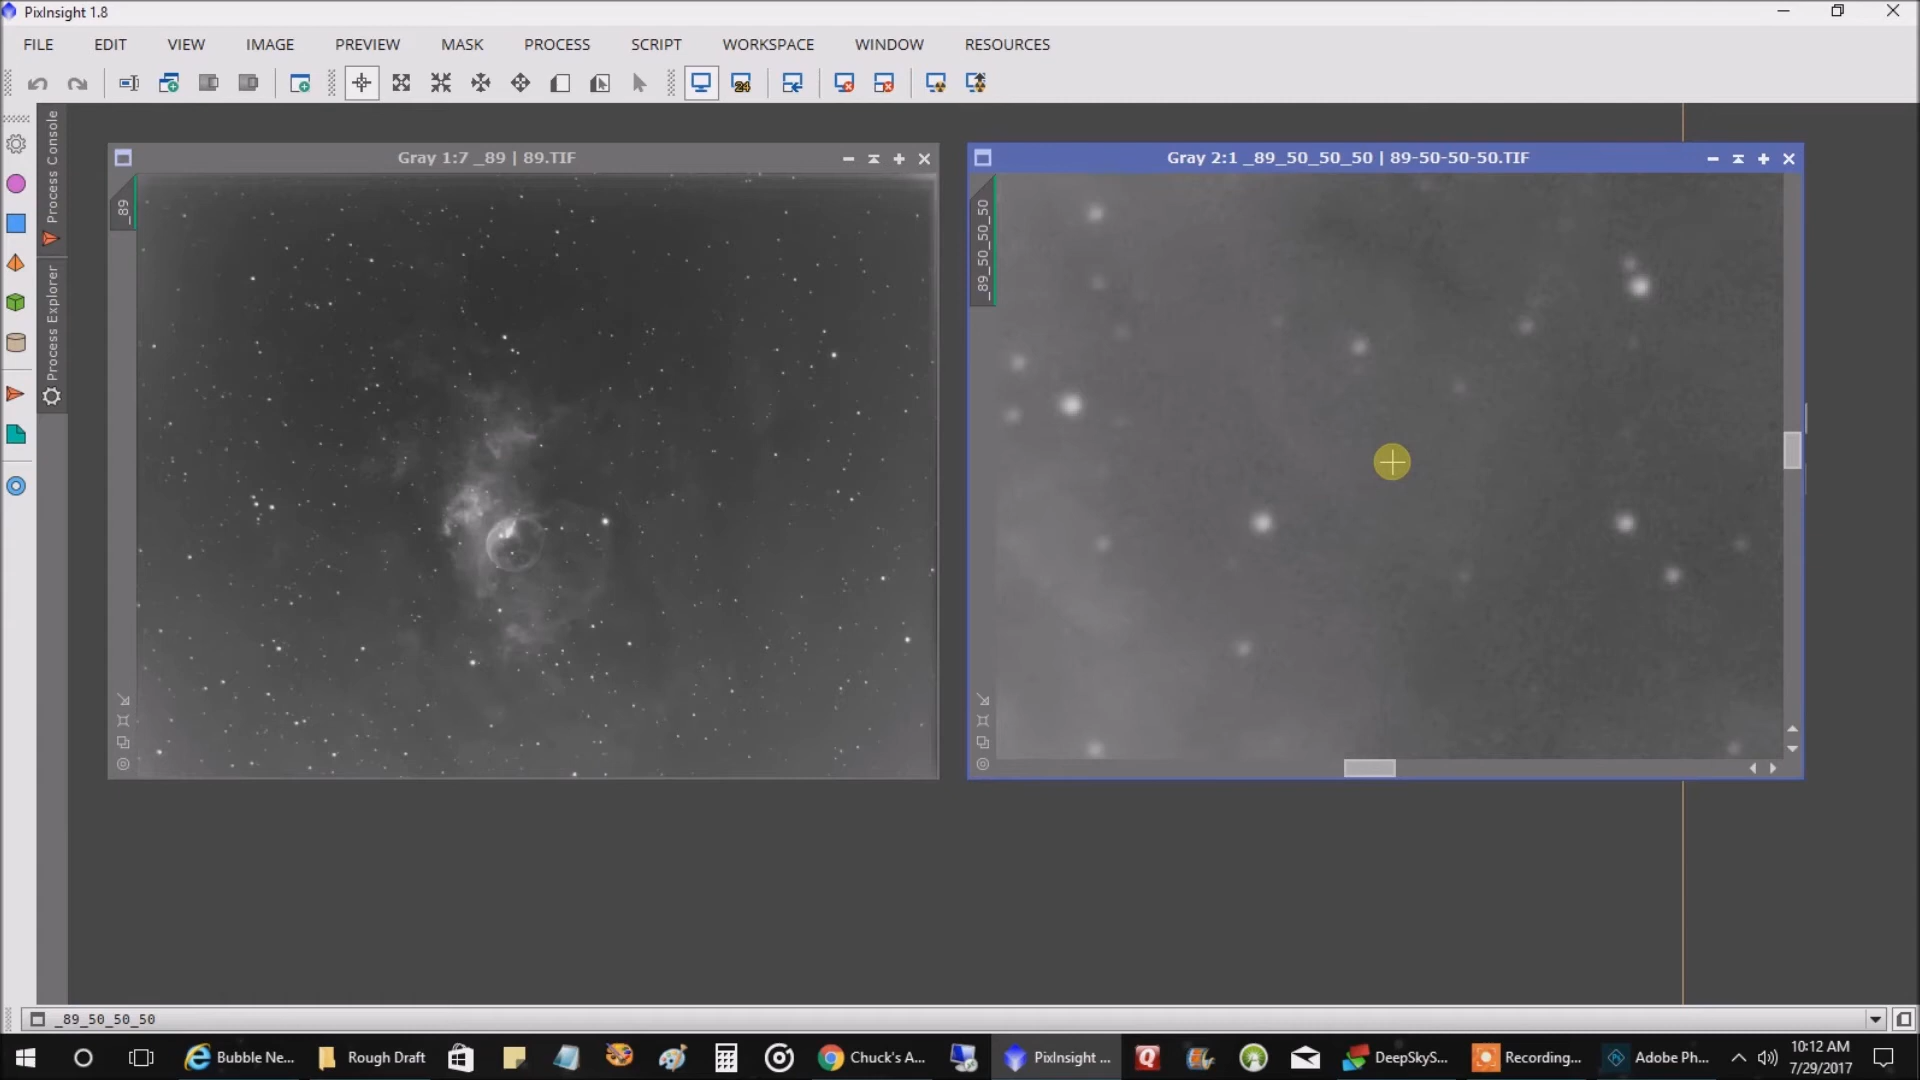 PixInsight 1.8
FILE EDIT VIEW IMAGE PREVIEW MASK PROCESS SCRIPT WORKSPACE WINDOW RESOURCES
24
Process Console
Process Explorer
Gray 1:7 _89 | 89.TIF
_89
Gray 2:1 _89_50_50_50 | 89-50-50-50.TIF
_89_50_50_50
_89_50_50_50
Bubble Ne...
Rough Draft
Chuck's A...
PixInsight ...
DeepSkyS...
Recording...
Adobe Ph...
10:12 AM
7/29/2017